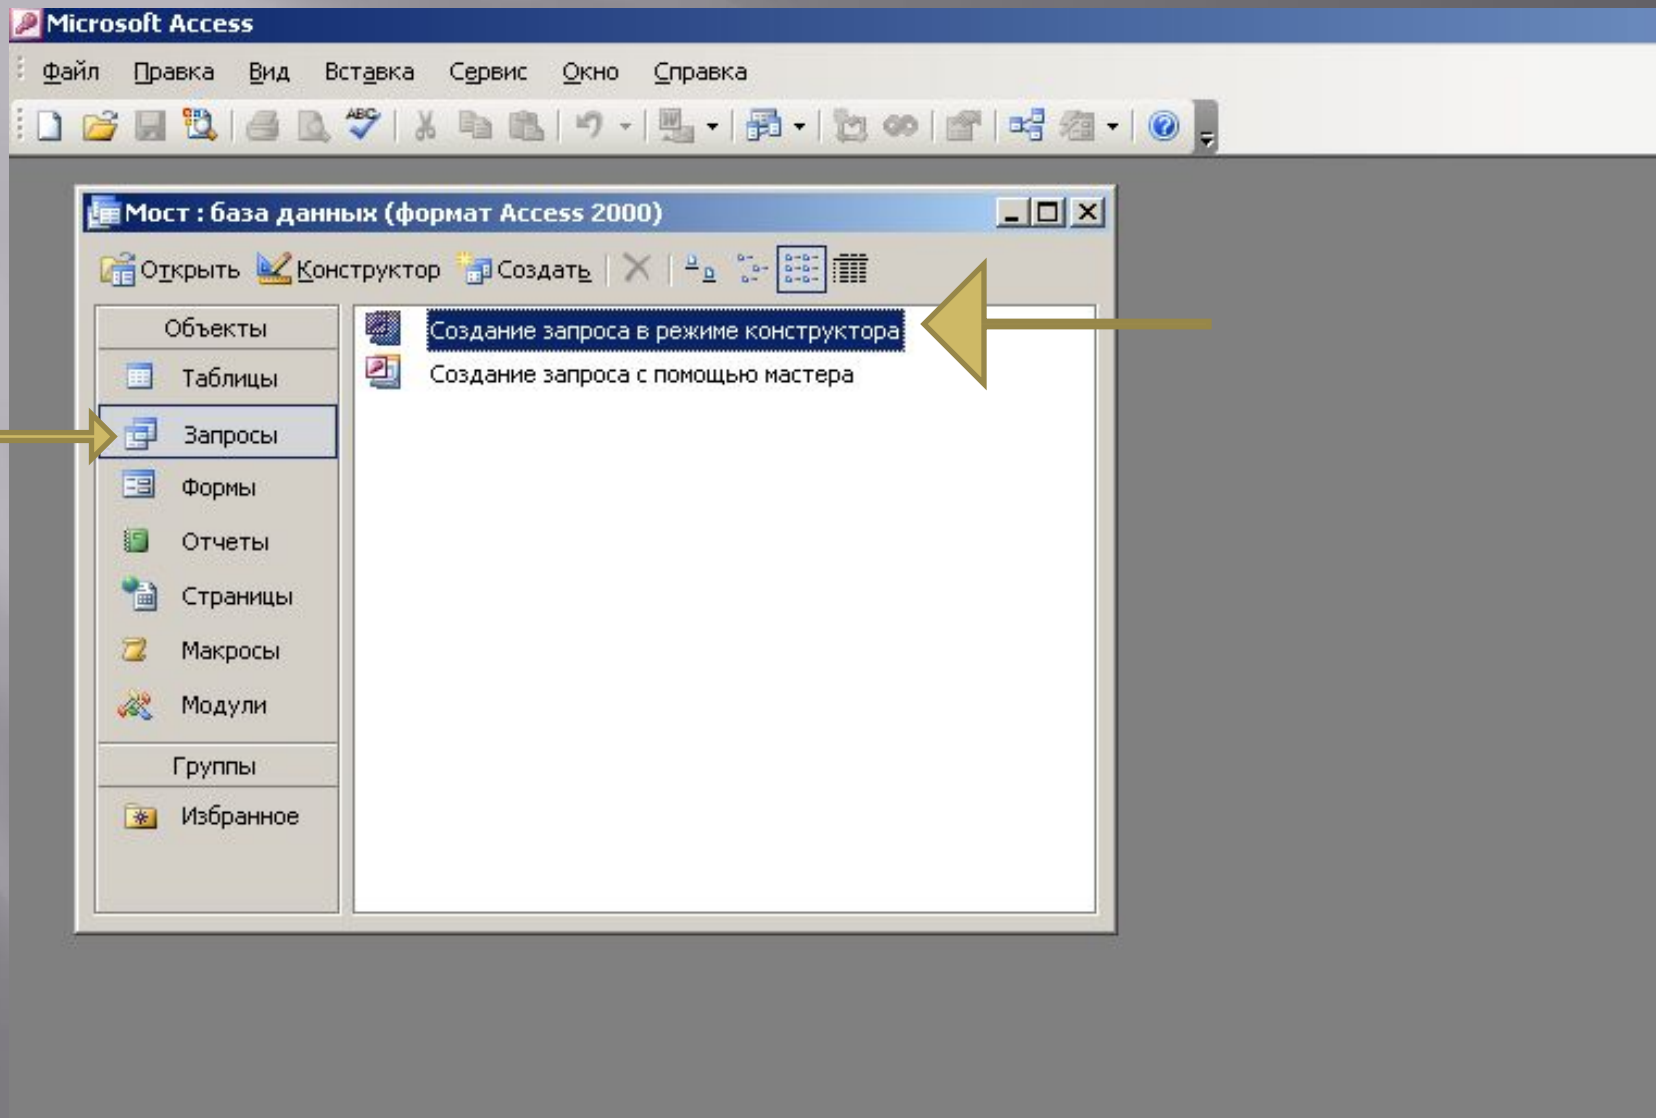 Microsoft Access
Файл Правка Вид Вставка Сервис Окно Справка
ABC
Мост : база данных (формат Access 2000)
Открыть Конструктор Создать
Объекты
Таблицы
Запросы
Формы
Отчеты
Страницы
Макросы
Модули
Группы
Избранное
Создание запроса в режиме конструктора
Создание запроса с помощью мастера